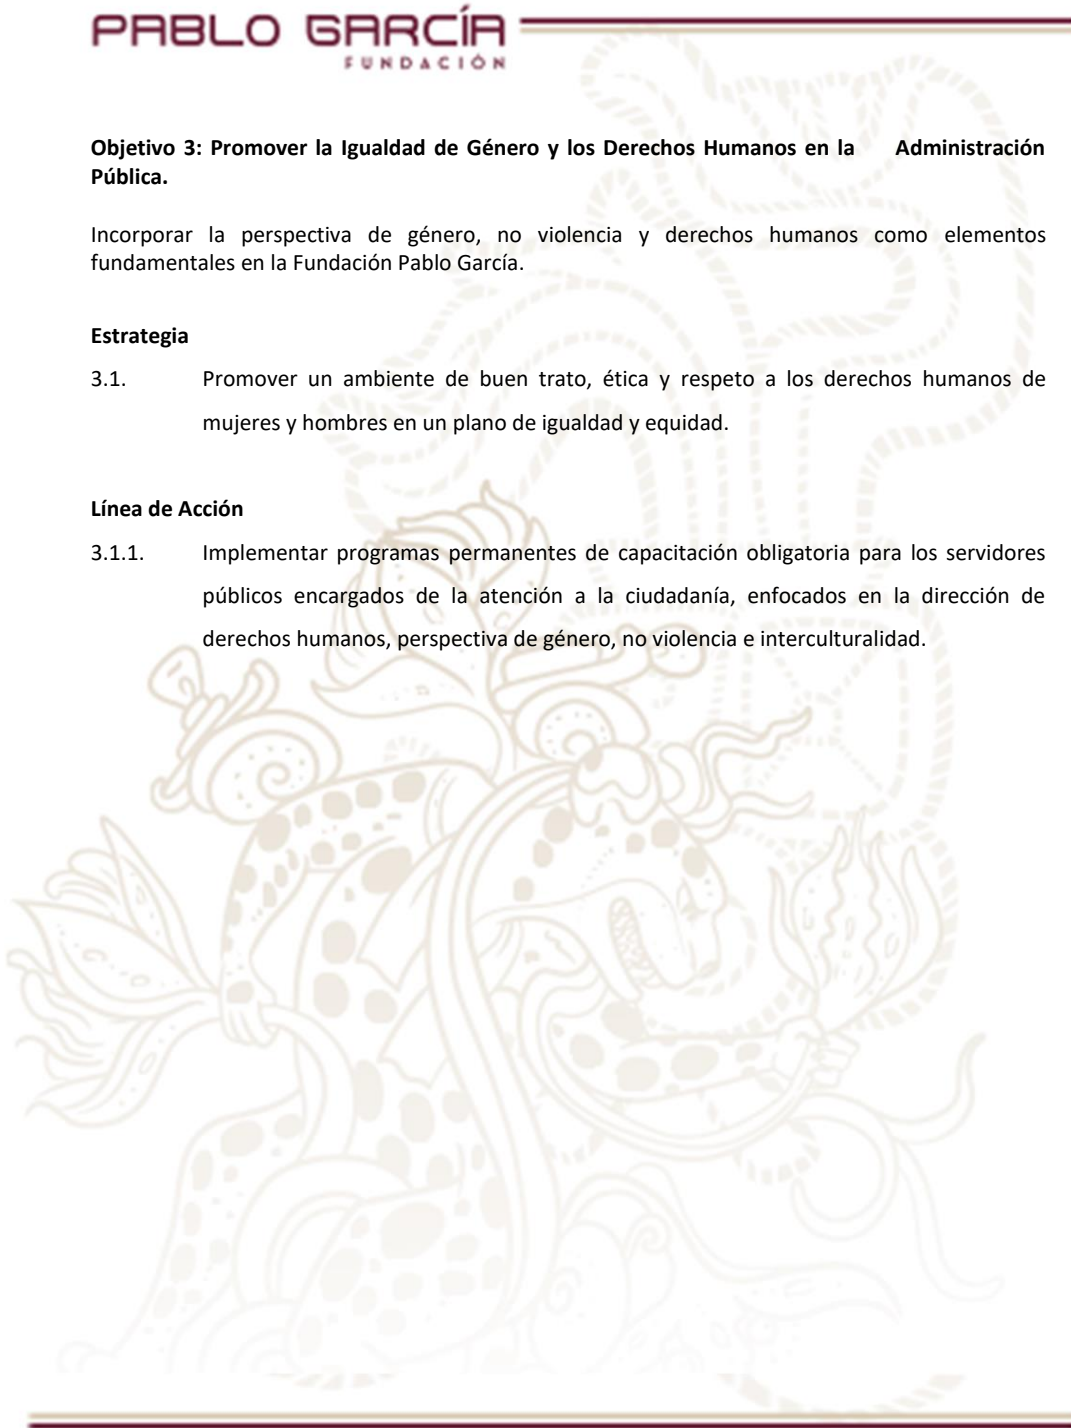 PABLO GARCÍA
FUNDACIÓN
Objetivo 3: Promover la Igualdad de Género y los Derechos Humanos en la Administración
Pública.
Incorporar la perspectiva de género, no violencia y derechos humanos como elementos
fundamentales en la Fundación Pablo García.
Estrategia
3.1. Promover un ambiente de buen trato, ética y respeto a los derechos humanos de
mujeres y hombres en un plano de igualdad y equidad.
Línea de Acción
3.1.1. Implementar programas permanentes de capacitación obligatoria para los servidores
públicos encargados de la atención a la ciudadanía, enfocados en la dirección de
derechos humanos, perspectiva de género, no violencia e interculturalidad.